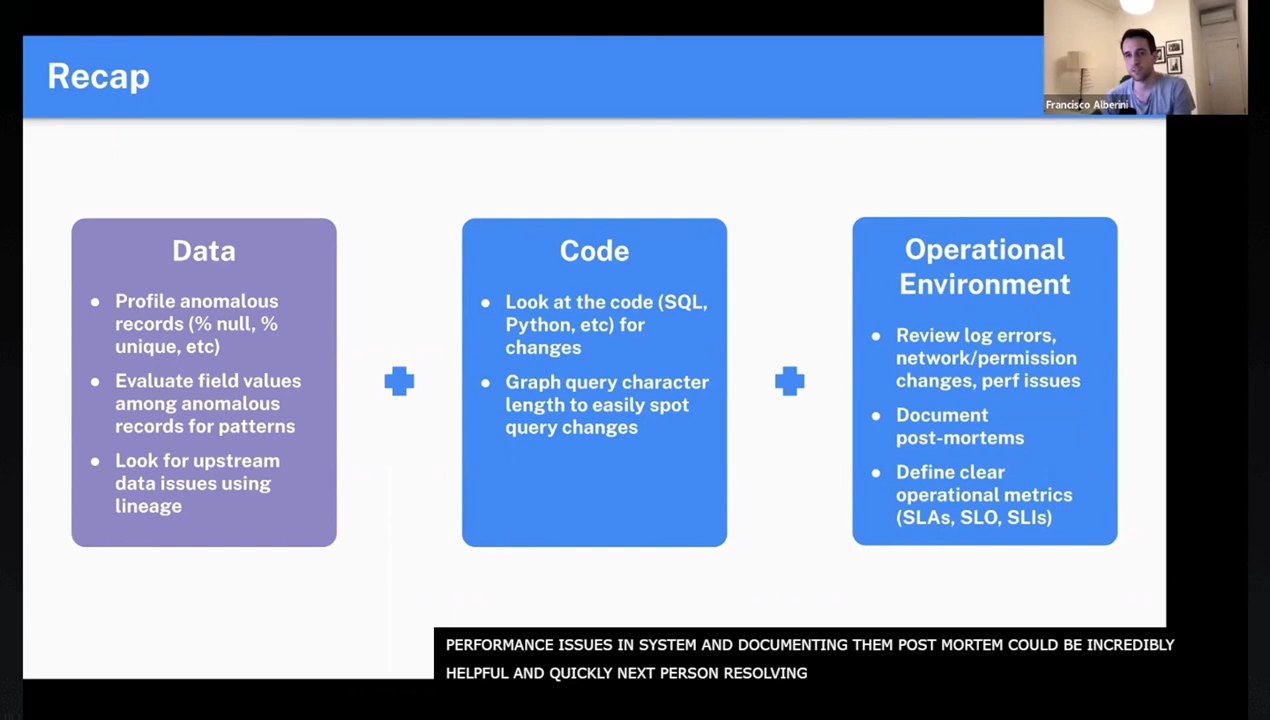 Recap
Francisco Alberini
Data
● Profile anomalous
records (% null, %
unique, etc)
● Evaluate field values
among anomalous
records for patterns
● Look for upstream
data issues using
lineage
Code
● Look at the code (SQL,
Python, etc) for
changes
● Graph query character
length to easily spot
query changes
Operational
Environment
● Review log errors,
network/permission
changes, perf issues
● Document
post-mortems
● Define clear
operational metrics
(SLAs, SLO, SLIs)
PERFORMANCE ISSUES IN SYSTEM AND DOCUMENTING THEM POST MORTEM COULD BE INCREDIBLY
HELPFUL AND QUICKLY NEXT PERSON RESOLVING